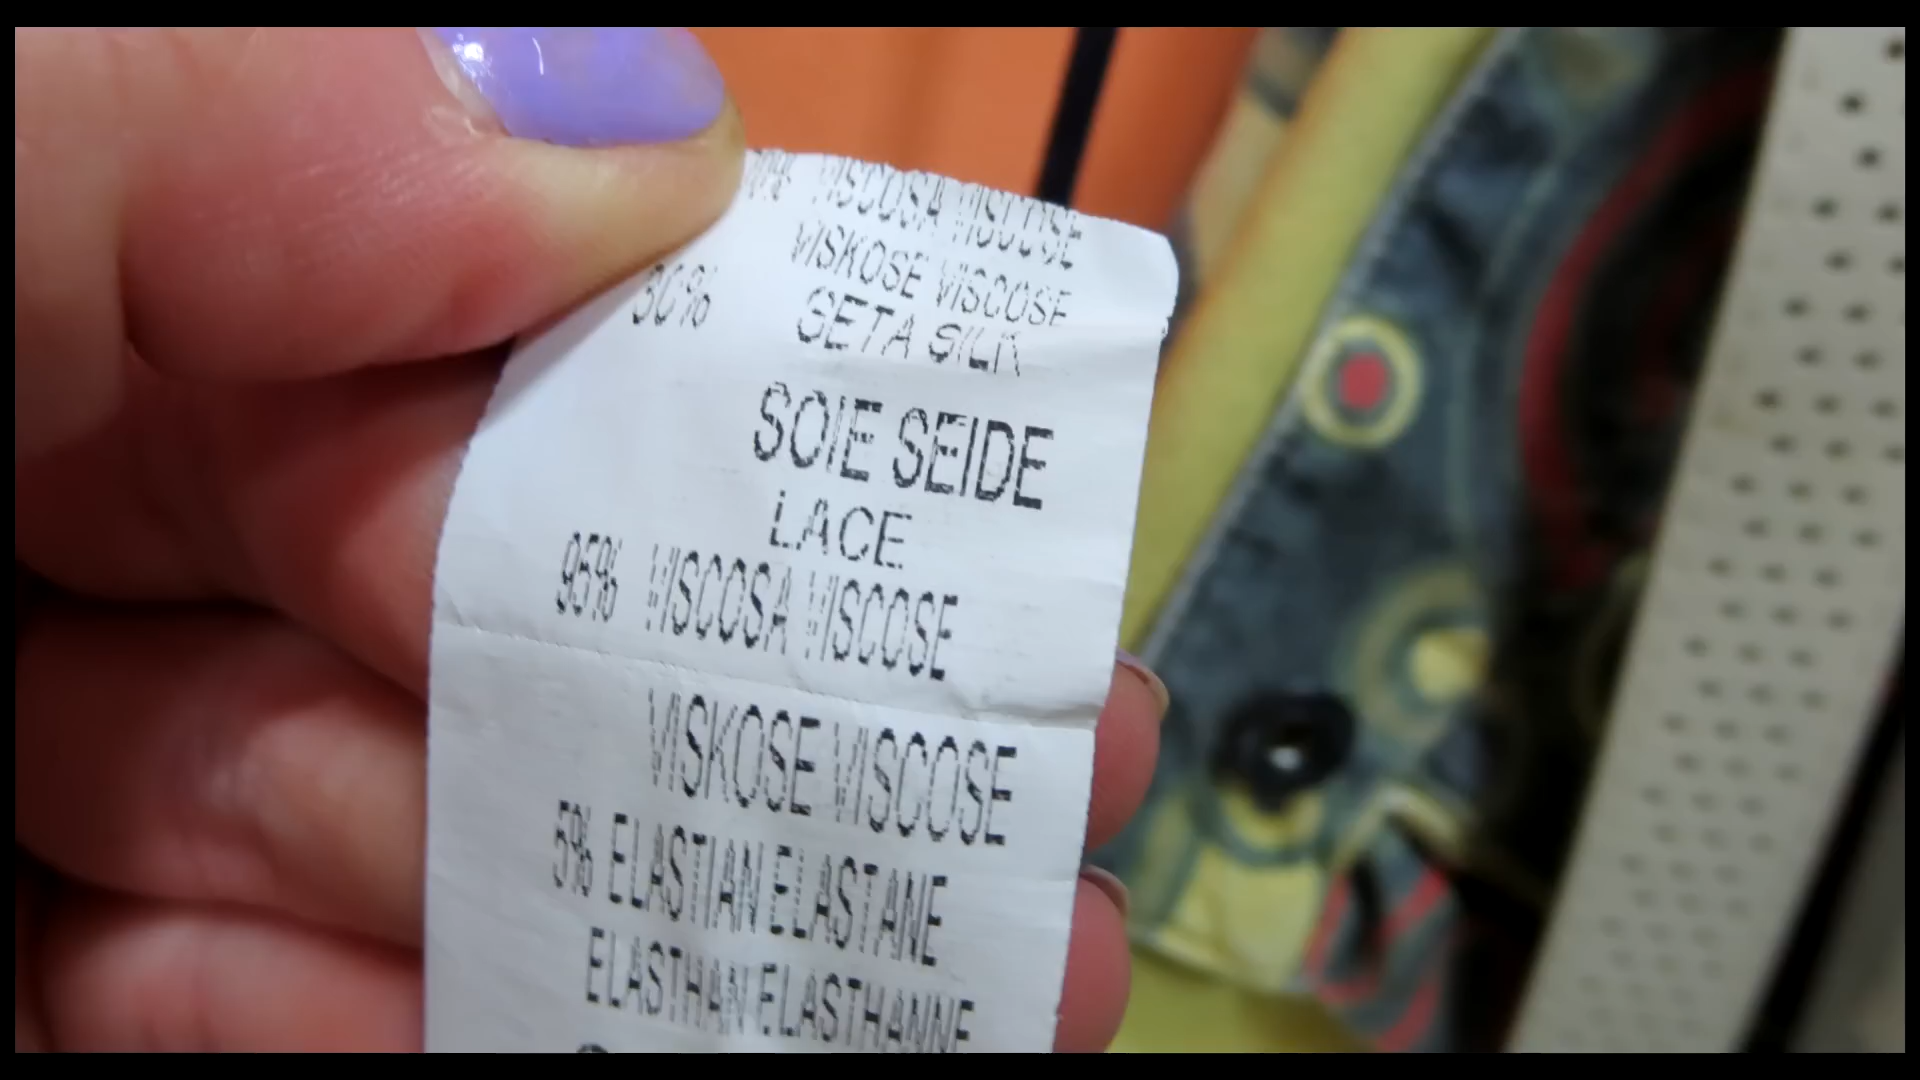 VISCOSA VISCOSE
VISKOSE VISCOSE
30% SETA SILK
SOIE SEIDE
LACE
95% VISCOSA VISCOSE
VISKOSE VISCOSE
5% ELASTIAN ELASTANE
ELASTHAN ELASTHANNE